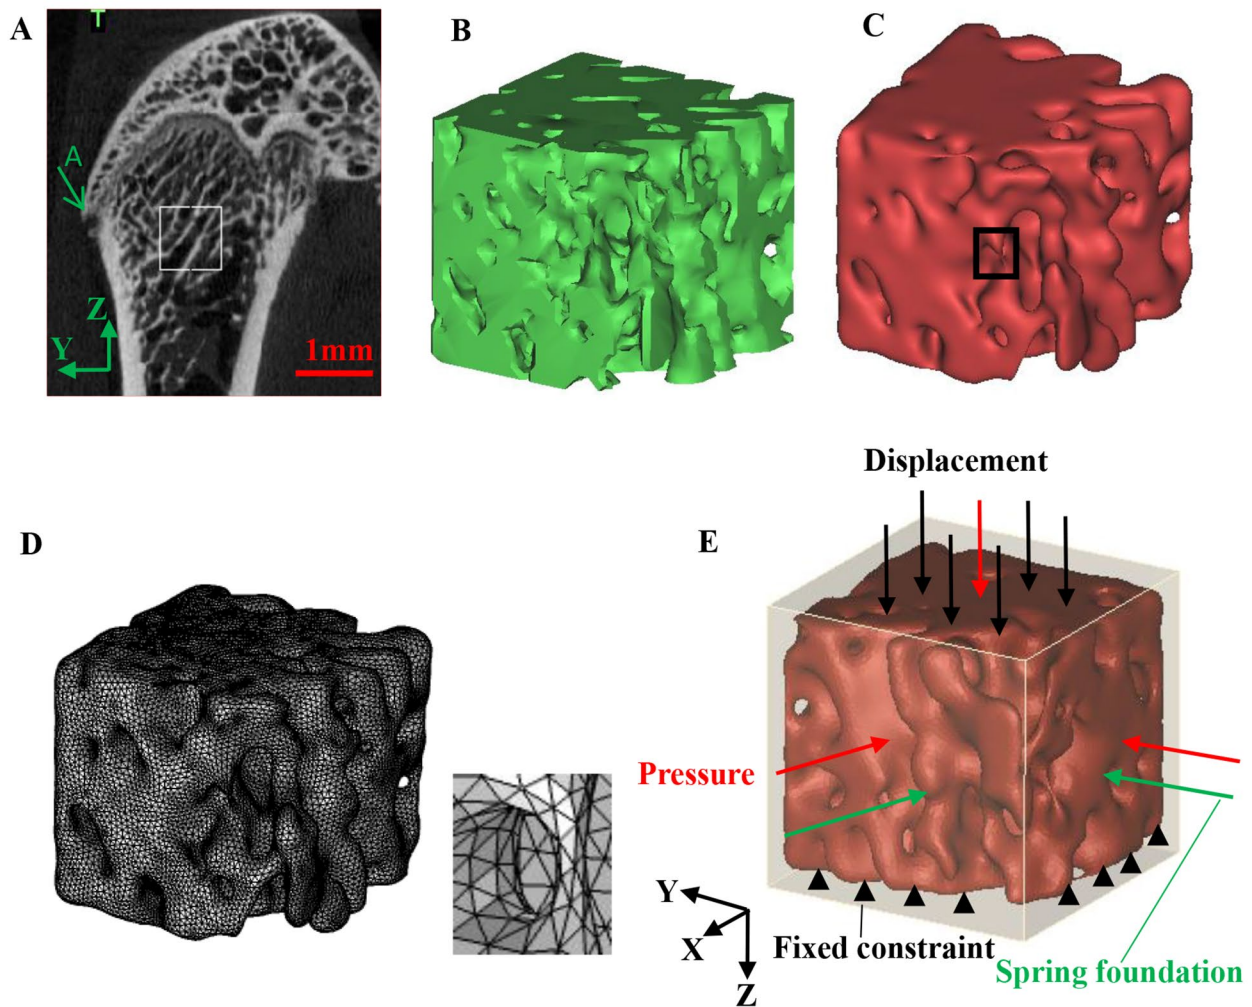 A
T
A
Z
Y
1mm
B
C
D
E
Displacement
Pressure
Y
X
Z
Fixed constraint
Spring foundation